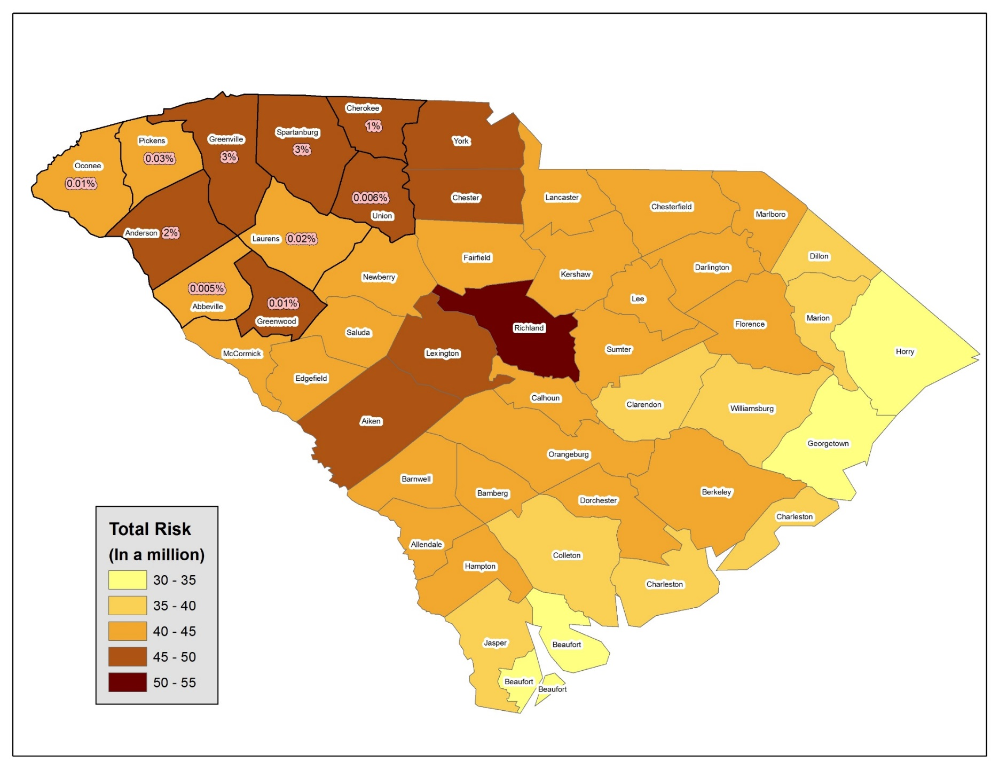 Cherokee
1%
Spartanburg
3%
Greenville
3%
Pickens
0.03%
Oconee
0.01%
York
Chester
0.006%
Union
Anderson 2%
Laurens 0.02%
Lancaster
Chesterfield
Marlboro
Dillon
Fairfield
Newberry
Kershaw
Darlington
Lee
0.005%
Abbeville
0.01%
Greenwood
Richland
Florence
Marion
Horry
Saluda
McCormick
Lexington
Sumter
Edgefield
Calhoun
Clarendon
Williamsburg
Aiken
Georgetown
Orangeburg
Barnwell
Bamberg
Dorchester
Berkeley
Charleston
Allendale
Hampton
Colleton
Charleston
Jasper
Beaufort
Beaufort
Beaufort
Total Risk
(In a million)
30 - 35
35 - 40
40 - 45
45 - 50
50 - 55